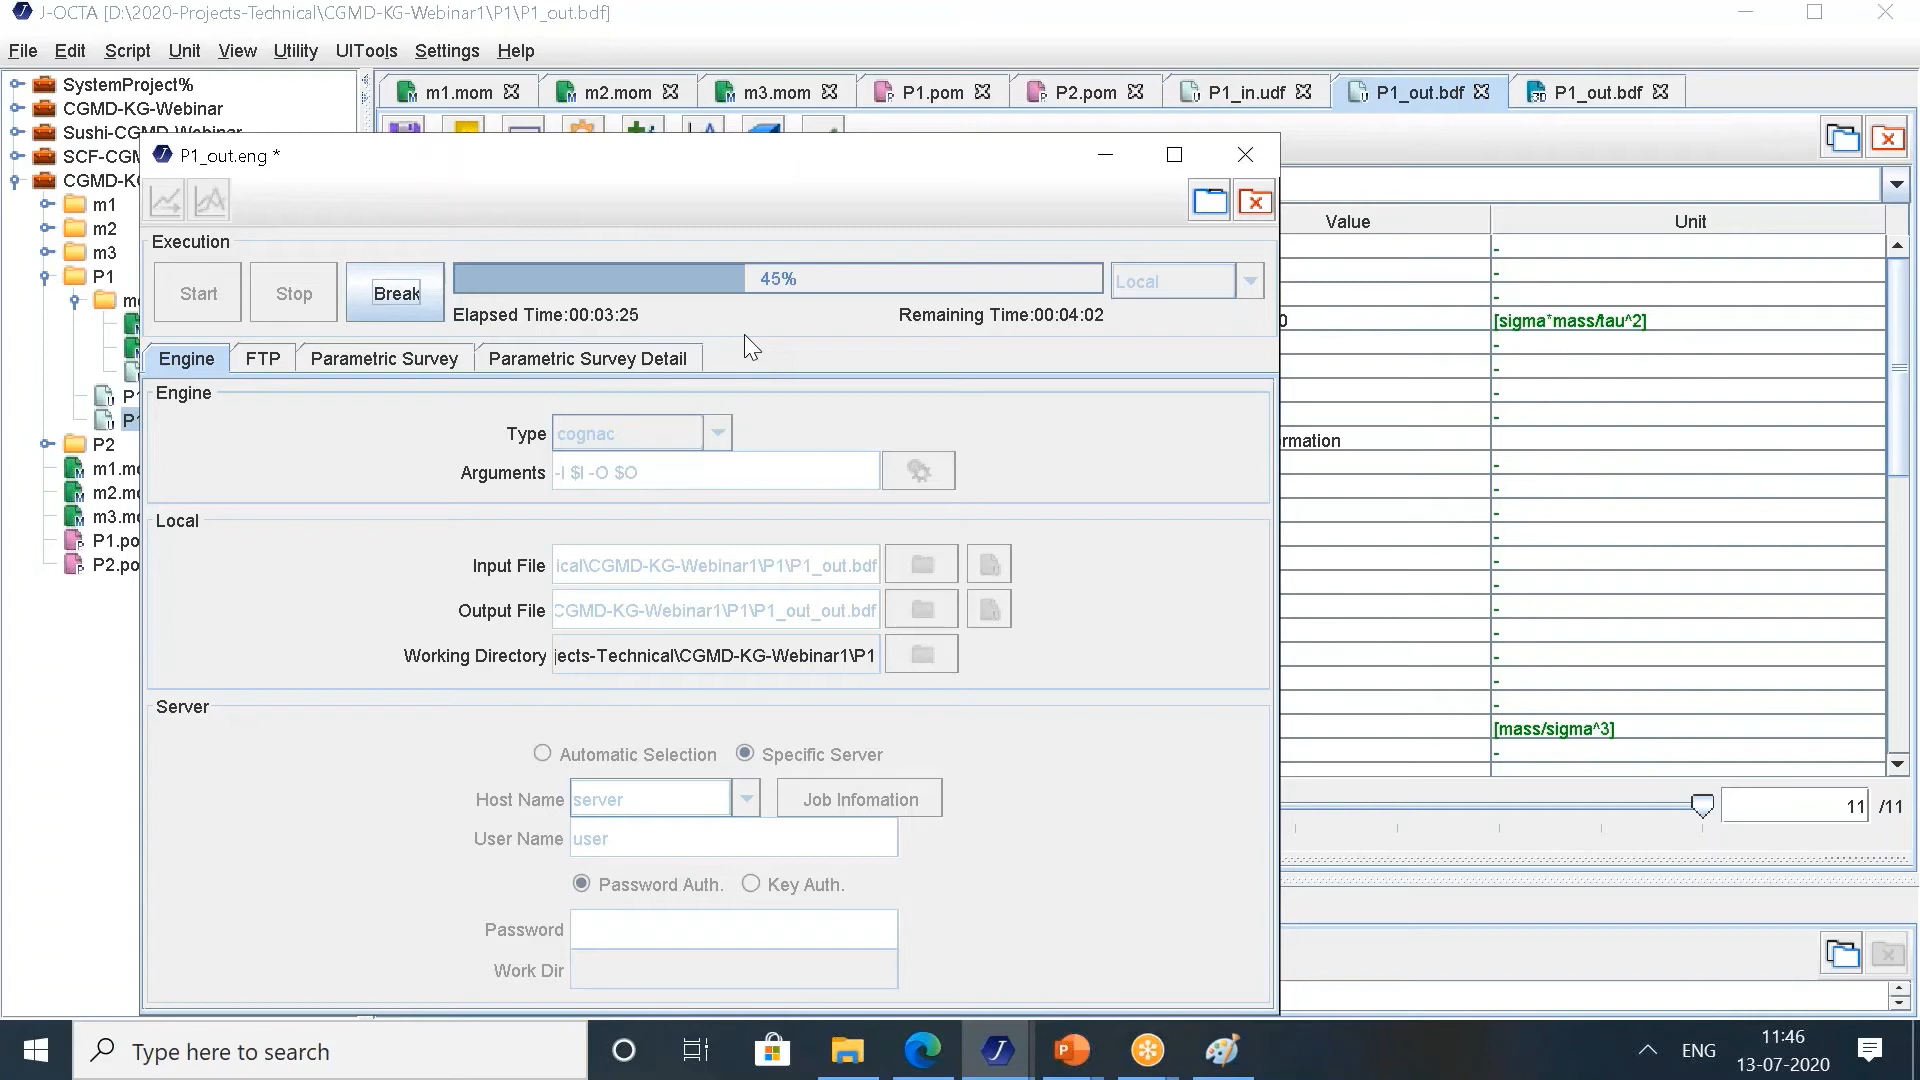 J-OCTA [D:\2020-Projects-Technical\CGMD-KG-Webinar1\P1\P1_out.bdf]
File Edit Script Unit View Utility UITools Settings Help
SystemProject%
CGMD-KG-Webinar
Sushi-CGMD-Webinar
SCF-CGM
CGMD-K
m1
m2
m3
P1
P2
P2
m1.m
m2.m
m3.m
P1.po
P2.po
m1.mom m2.mom m3.mom P1.pom P2.pom P1_in.udf P1_out.bdf P1_out.bdf
P1_out.eng *
Execution
Start Stop Break 45% Local
Elapsed Time:00:03:25 Remaining Time:00:04:02
Engine FTP Parametric Survey Parametric Survey Detail
Engine
Type cognac
Arguments -I $I -O $O
Local
Input File ical\CGMD-KG-Webinar1\P1\P1_out.bdf
Output File CGMD-KG-Webinar1\P1\P1_out_out.bdf
Working Directory jects-Technical\CGMD-KG-Webinar1\P1
Server
Automatic Selection Specific Server
Host Name server Job Infomation
User Name user
Password Auth. Key Auth.
Password
Work Dir
Value Unit
0 [sigma*mass/tau^2]
rmation
[mass/sigma^3]
11 /11
Type here to search
ENG 11:46
13-07-2020